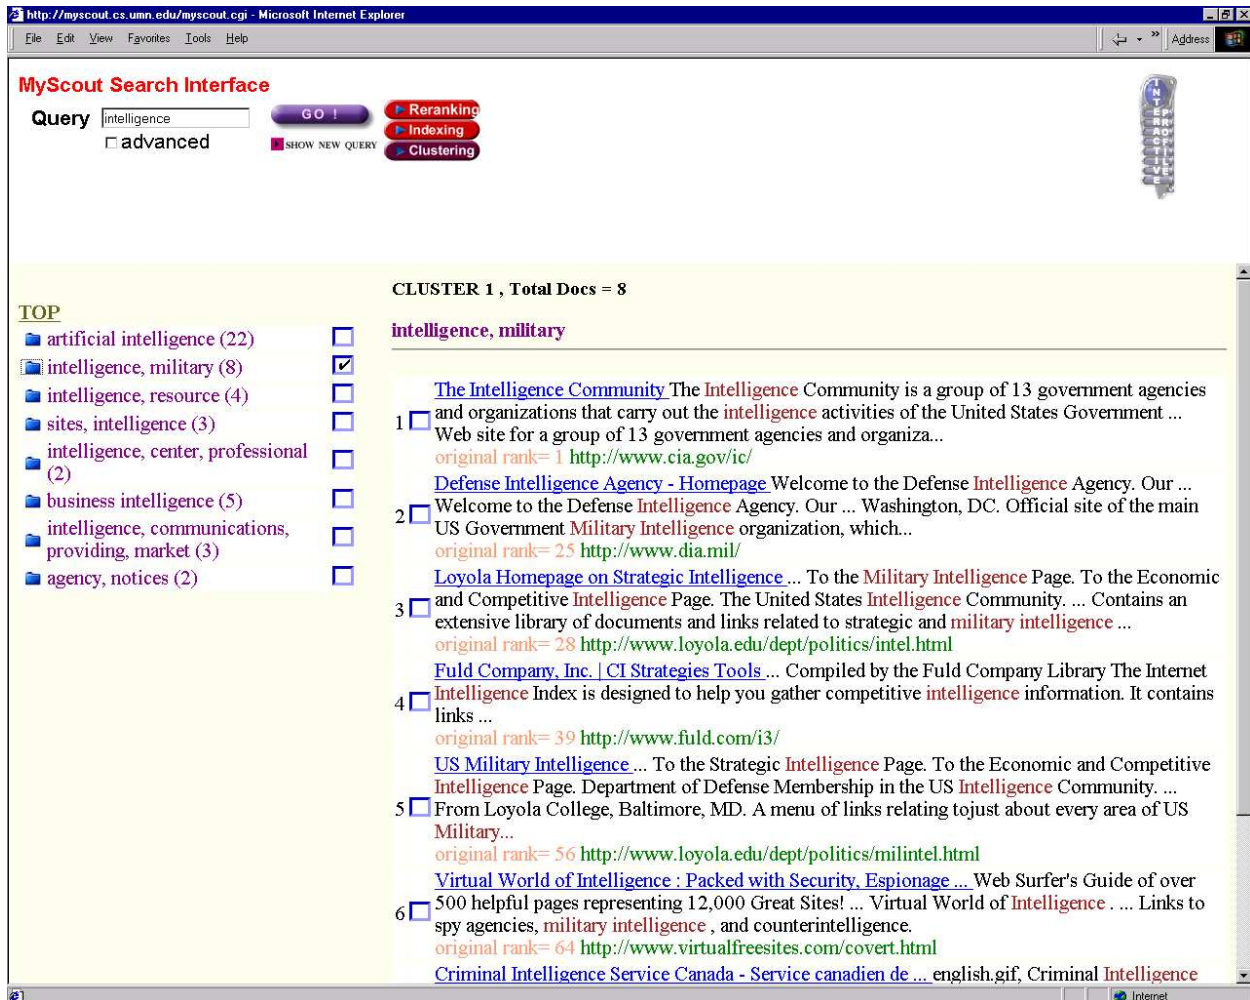 http://myscout.cs.umn.edu/myscout.cgi - Microsoft Internet Explorer
File Edit View Favorites Tools Help
» Address
MyScout Search Interface
Query intelligence
GO !
advanced
SHOW NEW QUERY
Reranking
Indexing
Clustering
INTERACTIVE
TOP
artificial intelligence (22)
intelligence, military (8)
intelligence, resource (4)
sites, intelligence (3)
intelligence, center, professional
(2)
business intelligence (5)
intelligence, communications,
providing, market (3)
agency, notices (2)
CLUSTER 1 , Total Docs = 8
intelligence, military
The Intelligence Community The Intelligence Community is a group of 13 government agencies
1 and organizations that carry out the intelligence activities of the United States Government ...
Web site for a group of 13 government agencies and organiza...
original rank= 1 http://www.cia.gov/ic/
Defense Intelligence Agency - Homepage Welcome to the Defense Intelligence Agency. Our ...
2 Welcome to the Defense Intelligence Agency. Our ... Washington, DC. Official site of the main
US Government Military Intelligence organization, which...
original rank= 25 http://www.dia.mil/
Loyola Homepage on Strategic Intelligence ... To the Military Intelligence Page. To the Economic
3 and Competitive Intelligence Page. The United States Intelligence Community. ... Contains an
extensive library of documents and links related to strategic and military intelligence ...
original rank= 28 http://www.loyola.edu/dept/politics/intel.html
Fuld Company, Inc. | CI Strategies Tools ... Compiled by the Fuld Company Library The Internet
4 Intelligence Index is designed to help you gather competitive intelligence information. It contains
links ...
original rank= 39 http://www.fuld.com/i3/
US Military Intelligence ... To the Strategic Intelligence Page. To the Economic and Competitive
Intelligence Page. Department of Defense Membership in the US Intelligence Community. ...
5 From Loyola College, Baltimore, MD. A menu of links relating tojust about every area of US
Military...
original rank= 56 http://www.loyola.edu/dept/politics/milintel.html
Virtual World of Intelligence : Packed with Security, Espionage ... Web Surfer's Guide of over
6 500 helpful pages representing 12,000 Great Sites! ... Virtual World of Intelligence . ... Links to
spy agencies, military intelligence , and counterintelligence.
original rank= 64 http://www.virtualfreesites.com/covert.html
Criminal Intelligence Service Canada - Service canadien de ... english.gif, Criminal Intelligence
Internet